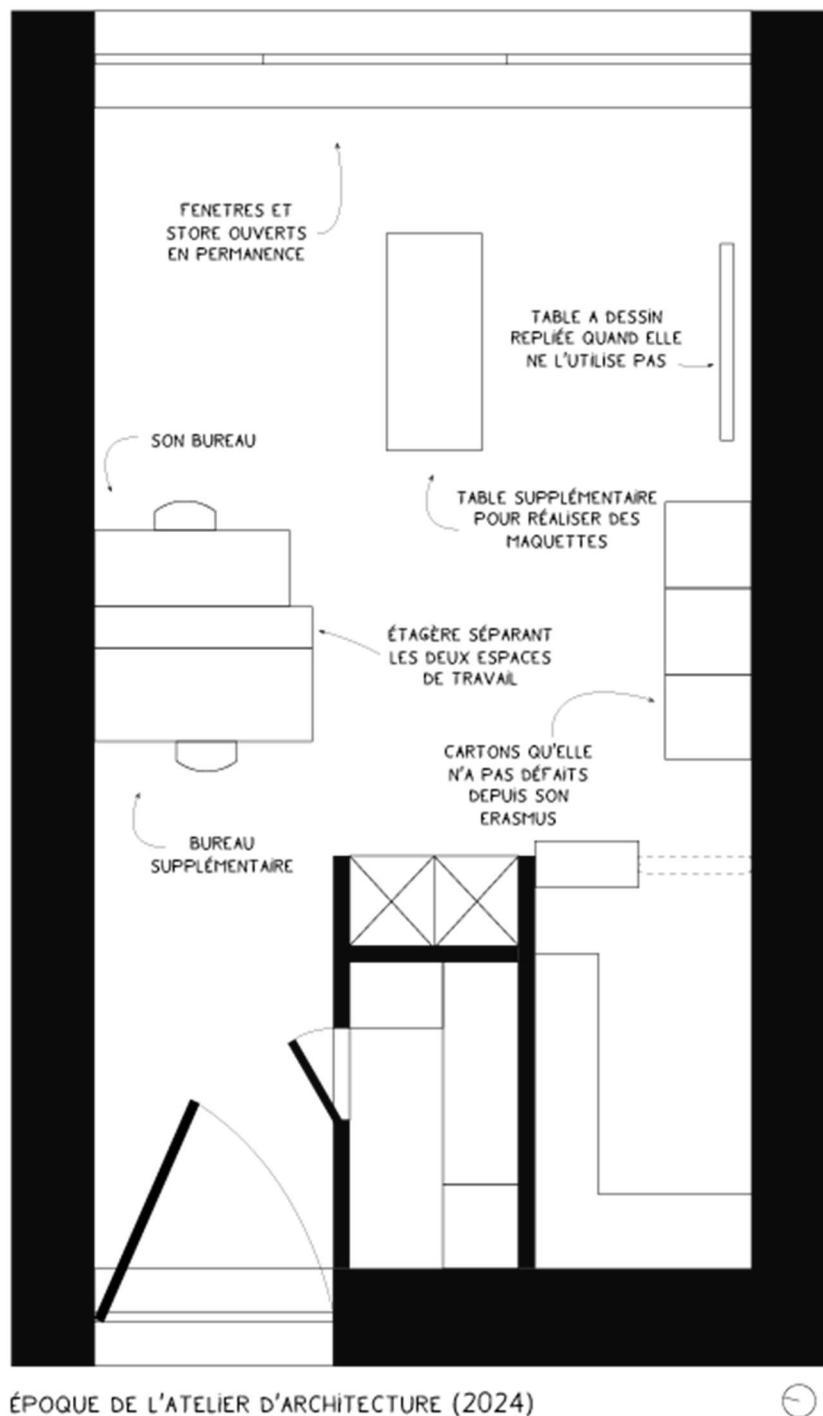 FENETRES ET
STORE OUVERTS
EN PERMANENCE
TABLE A DESSIN
REPLIÉE QUAND ELLE
NE L'UTILISE PAS
SON BUREAU
TABLE SUPPLÉMENTAIRE
POUR RÉALISER DES
MAQUETTES
ÉTAGÈRE SÉPARANT
LES DEUX ESPACES
DE TRAVAIL
CARTONS QU'ELLE
N'A PAS DÉFAITS
DEPUIS SON
ERASMUS
BUREAU
SUPPLÉMENTAIRE
ÉPOQUE DE L'ATELIER D'ARCHITECTURE (2024)